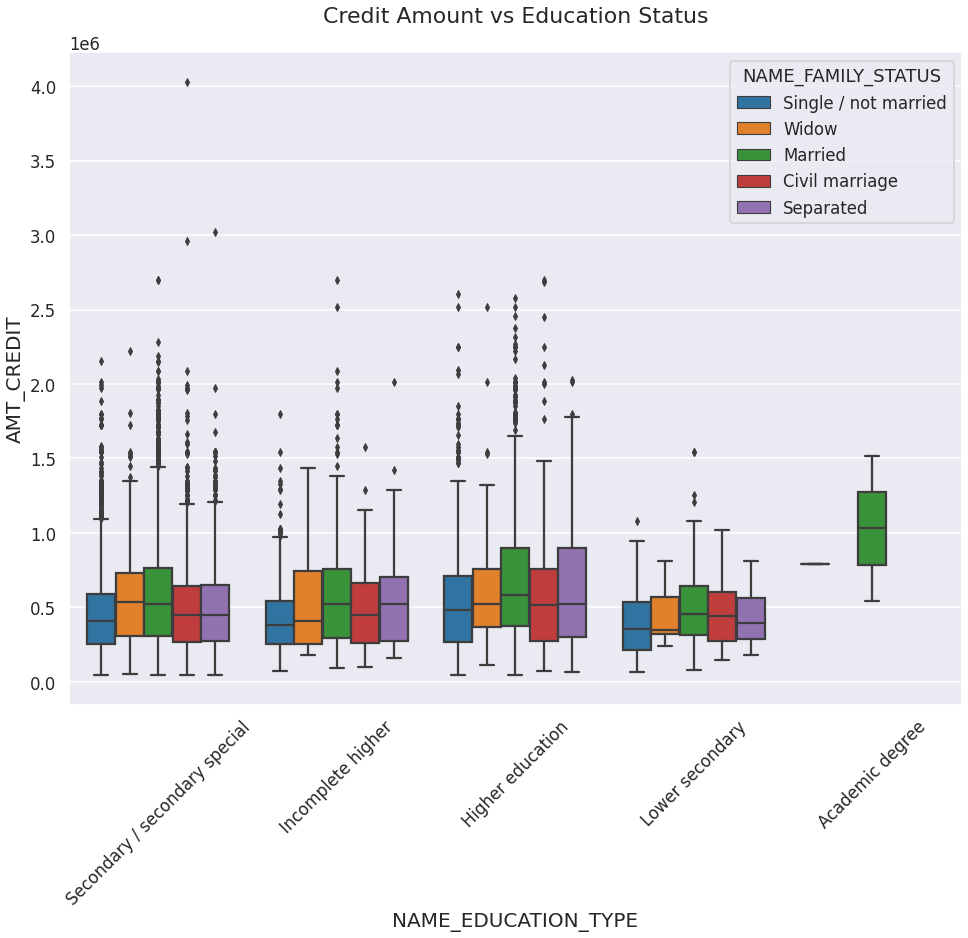 Credit Amount vs Education Status
1e6
NAME_FAMILY_STATUS
Single / not married
Widow
Married
Civil marriage
Separated
4.0
3.5
3.0
2.5
2.0
1.5
1.0
0.5
0.0
AMT_CREDIT
Secondary / secondary special
Incomplete higher
Higher education
Lower secondary
Academic degree
NAME_EDUCATION_TYPE